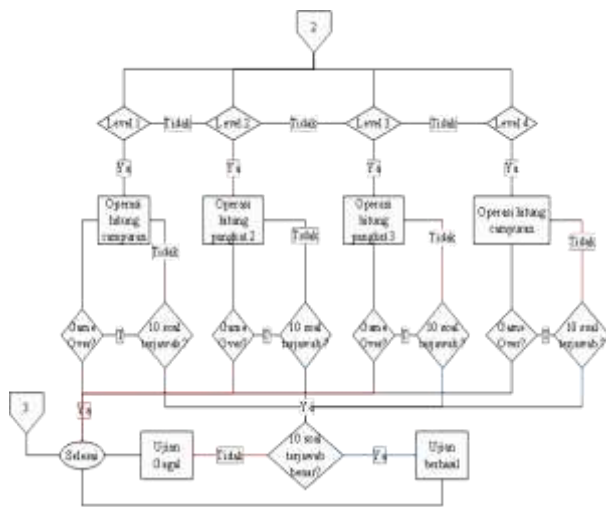 2
Level 1
Tidak
Level 2
Tidak
Level 3
Tidak
Level 4
Ya
Ya
Ya
Ya
Operasi
hitung
campuran
Operasi
hitung
pangkat 2
Operasi
hitung
pangkat 3
Operasi hitung
campuran
Tidak
Tidak
Tidak
Tidak
Game
Over?
T
10 soal
terjawab?
Game
Over?
10 soal
terjawab?
Game
Over?
10 soal
terjawab?
Game
Over?
10 soal
terjawab?
3
Ya
Ya
Selesai
Ujian
Gagal
Tidak
10 soal
terjawab
benar?
Ya
Ujian
berhasil